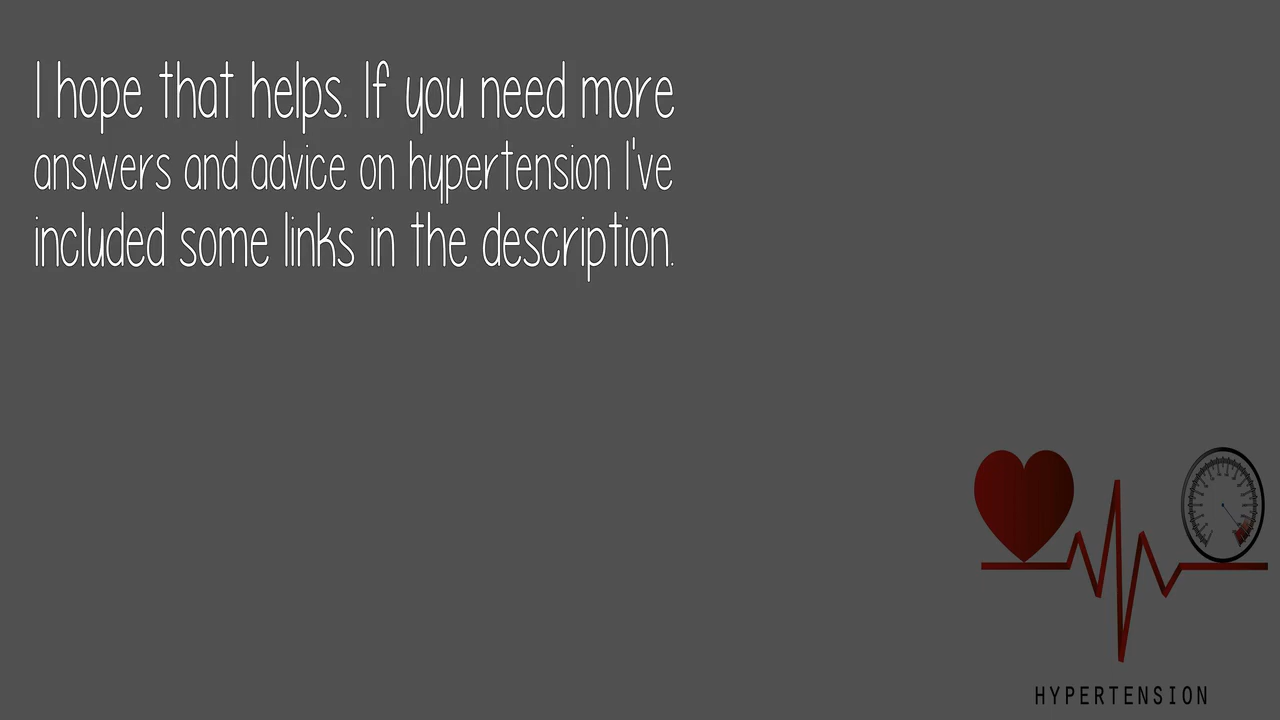 I hope that helps. If you need more
answers and advice on hypertension I've
included some links in the description.
HYPERTENSION